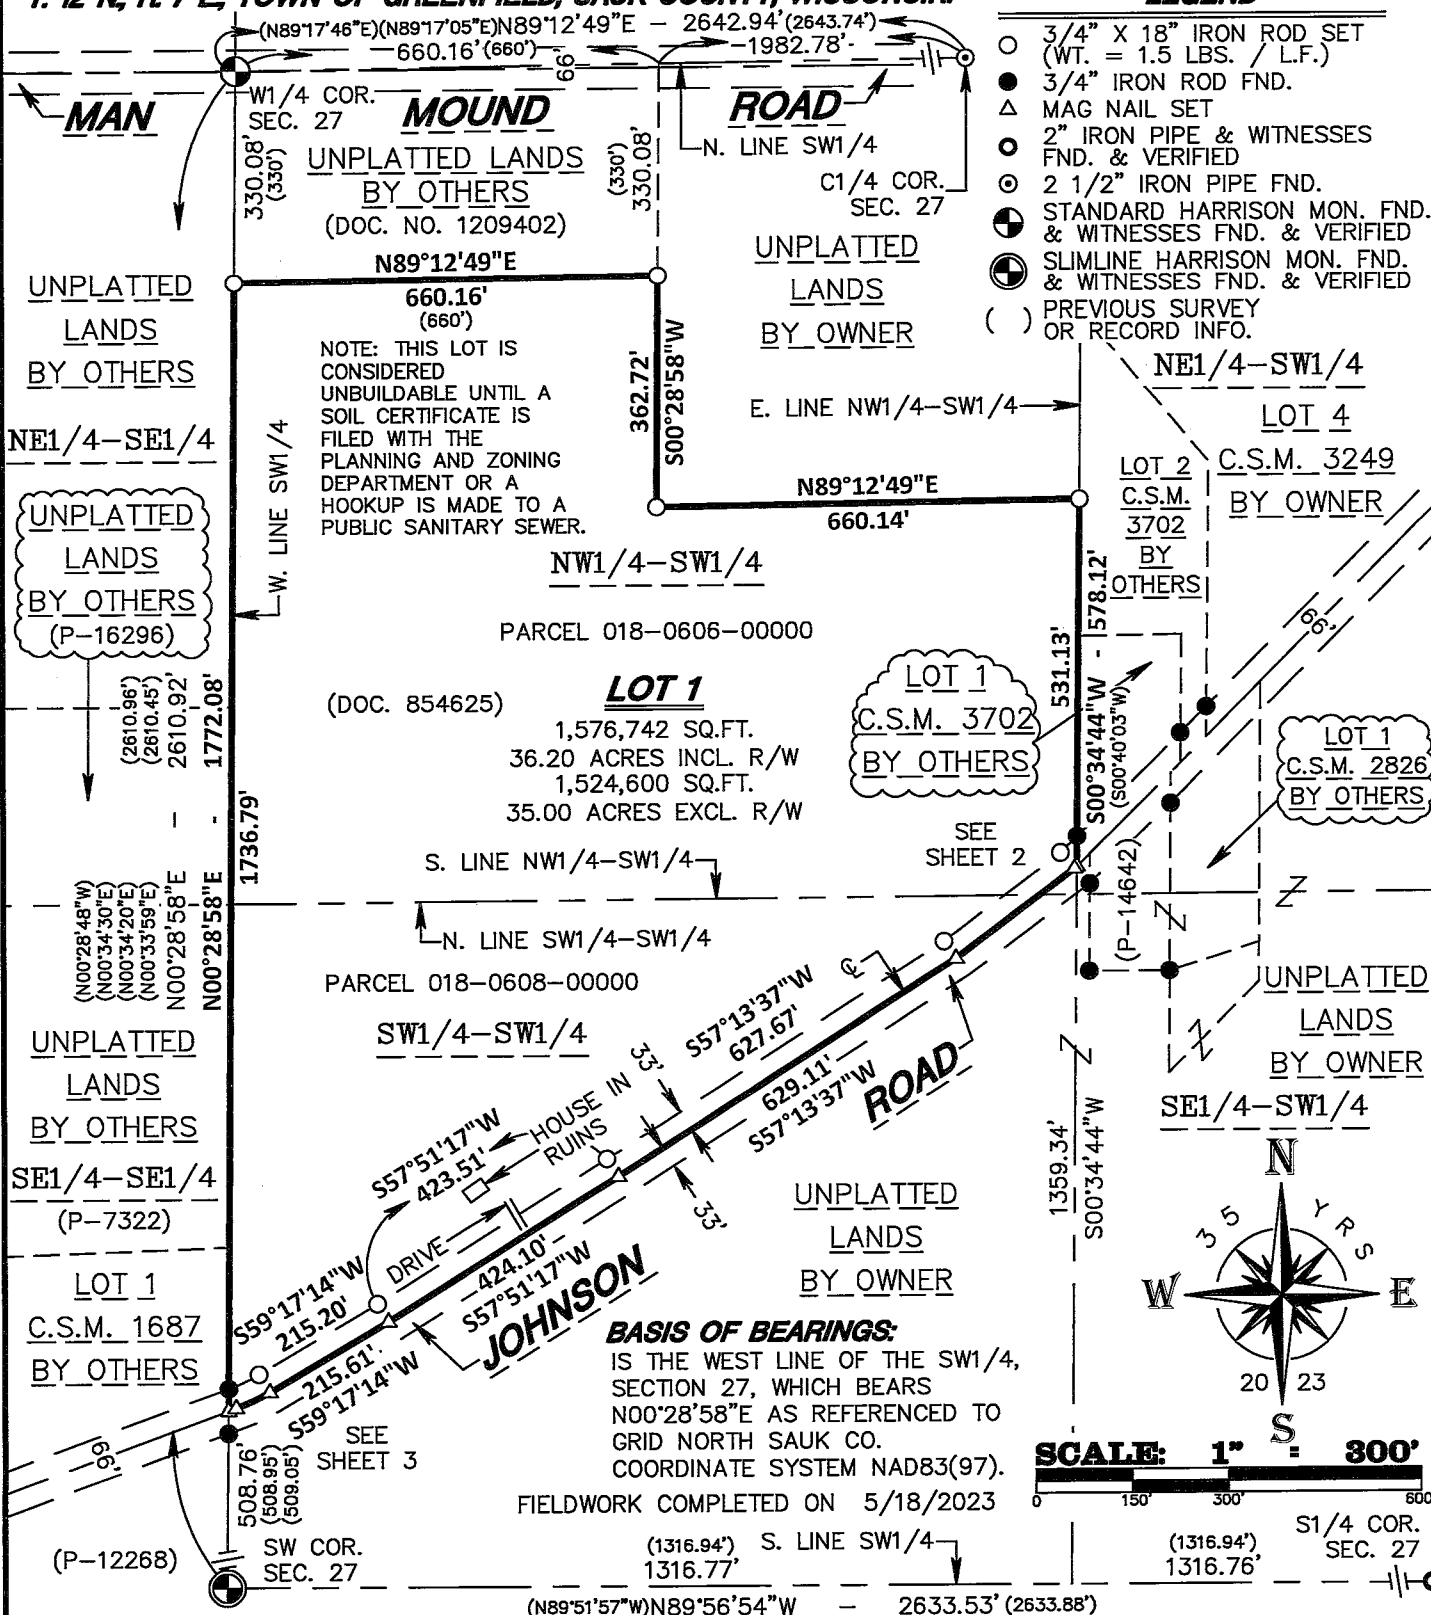 T. 12 N., R. 7 E., TOWN OF GREENFIELD, SAUK COUNTY, WISCONSIN.
(N89°17'46"E)(N89°17'05"E)N89°12'49"E - 2642.94'(2643.74')
660.16'(660')
1982.78'
66'
MAN
MOUND
ROAD
W1/4 COR.
SEC. 27
N. LINE SW1/4
C1/4 COR.
SEC. 27
UNPLATTED LANDS
BY OTHERS
(DOC. NO. 1209402)
330.08'
(330')
(330')
330.08'
LEGEND
3/4" X 18" IRON ROD SET
(WT. = 1.5 LBS. / L.F.)
3/4" IRON ROD FND.
MAG NAIL SET
2" IRON PIPE & WITNESSES
FND. & VERIFIED
2 1/2" IRON PIPE FND.
STANDARD HARRISON MON. FND.
& WITNESSES FND. & VERIFIED
SLIMLINE HARRISON MON. FND.
& WITNESSES FND. & VERIFIED
( ) PREVIOUS SURVEY
OR RECORD INFO.
UNPLATTED
LANDS
BY OTHERS
NE1/4-SE1/4
UNPLATTED
LANDS
BY OTHERS
(P-16296)
N89°12'49"E
660.16'
(660')
NOTE: THIS LOT IS
CONSIDERED
UNBUILDABLE UNTIL A
SOIL CERTIFICATE IS
FILED WITH THE
PLANNING AND ZONING
DEPARTMENT OR A
HOOKUP IS MADE TO A
PUBLIC SANITARY SEWER.
W. LINE SW1/4
362.72'
S00°28'58"W
UNPLATTED
LANDS
BY OWNER
E. LINE NW1/4-SW1/4
N89°12'49"E
660.14'
NE1/4-SW1/4
LOT 4
C.S.M. 3249
BY OWNER
LOT 2
C.S.M.
3702
BY
OTHERS
66'
NW1/4-SW1/4
PARCEL 018-0606-00000
(DOC. 854625)
LOT 1
1,576,742 SQ.FT.
36.20 ACRES INCL. R/W
1,524,600 SQ.FT.
35.00 ACRES EXCL. R/W
LOT 1
C.S.M. 3702
BY OTHERS
531.13'
S00°34'44"W - 578.12'
(S00°40'03"W)
LOT 1
C.S.M. 2826
BY OTHERS
SEE
SHEET 2
(P-14642)
(2610.96')
(2610.45')
(N00°28'48"W)
(N00°34'30"E)
(N00°34'20"E)
(N00°33'59"E)
N00°28'58"E - 2610.92'
N00°28'58"E - 1772.08'
1736.79'
S. LINE NW1/4-SW1/4
N. LINE SW1/4-SW1/4
PARCEL 018-0608-00000
SW1/4-SW1/4
UNPLATTED
LANDS
BY OTHERS
SE1/4-SE1/4
(P-7322)
LOT 1
C.S.M. 1687
BY OTHERS
S57°13'37"W
627.67'
629.11'
S57°13'37"W
33'
33'
HOUSE IN
RUINS
S57°51'17"W
423.51'
DRIVE
424.10'
S57°51'17"W
S59°17'14"W
215.20'
215.61'
S59°17'14"W
JOHNSON
ROAD
SEE
SHEET 3
66'
508.76'
(508.95')
(509.05')
(P-12268)
SW COR.
SEC. 27
UNPLATTED
LANDS
BY OWNER
1359.34'
S00°34'44"W
UNPLATTED
LANDS
BY OWNER
SE1/4-SW1/4
BASIS OF BEARINGS:
IS THE WEST LINE OF THE SW1/4,
SECTION 27, WHICH BEARS
N00°28'58"E AS REFERENCED TO
GRID NORTH SAUK CO.
COORDINATE SYSTEM NAD83(97).
FIELDWORK COMPLETED ON 5/18/2023
N
35 YRS
W
E
20 23
S
SCALE: 1" = 300'
0 150' 300' 600'
(1316.94') S. LINE SW1/4
1316.77'
(1316.94')
1316.76'
S1/4 COR.
SEC. 27
(N89°51'57"W)N89°56'54"W - 2633.53' (2633.88')